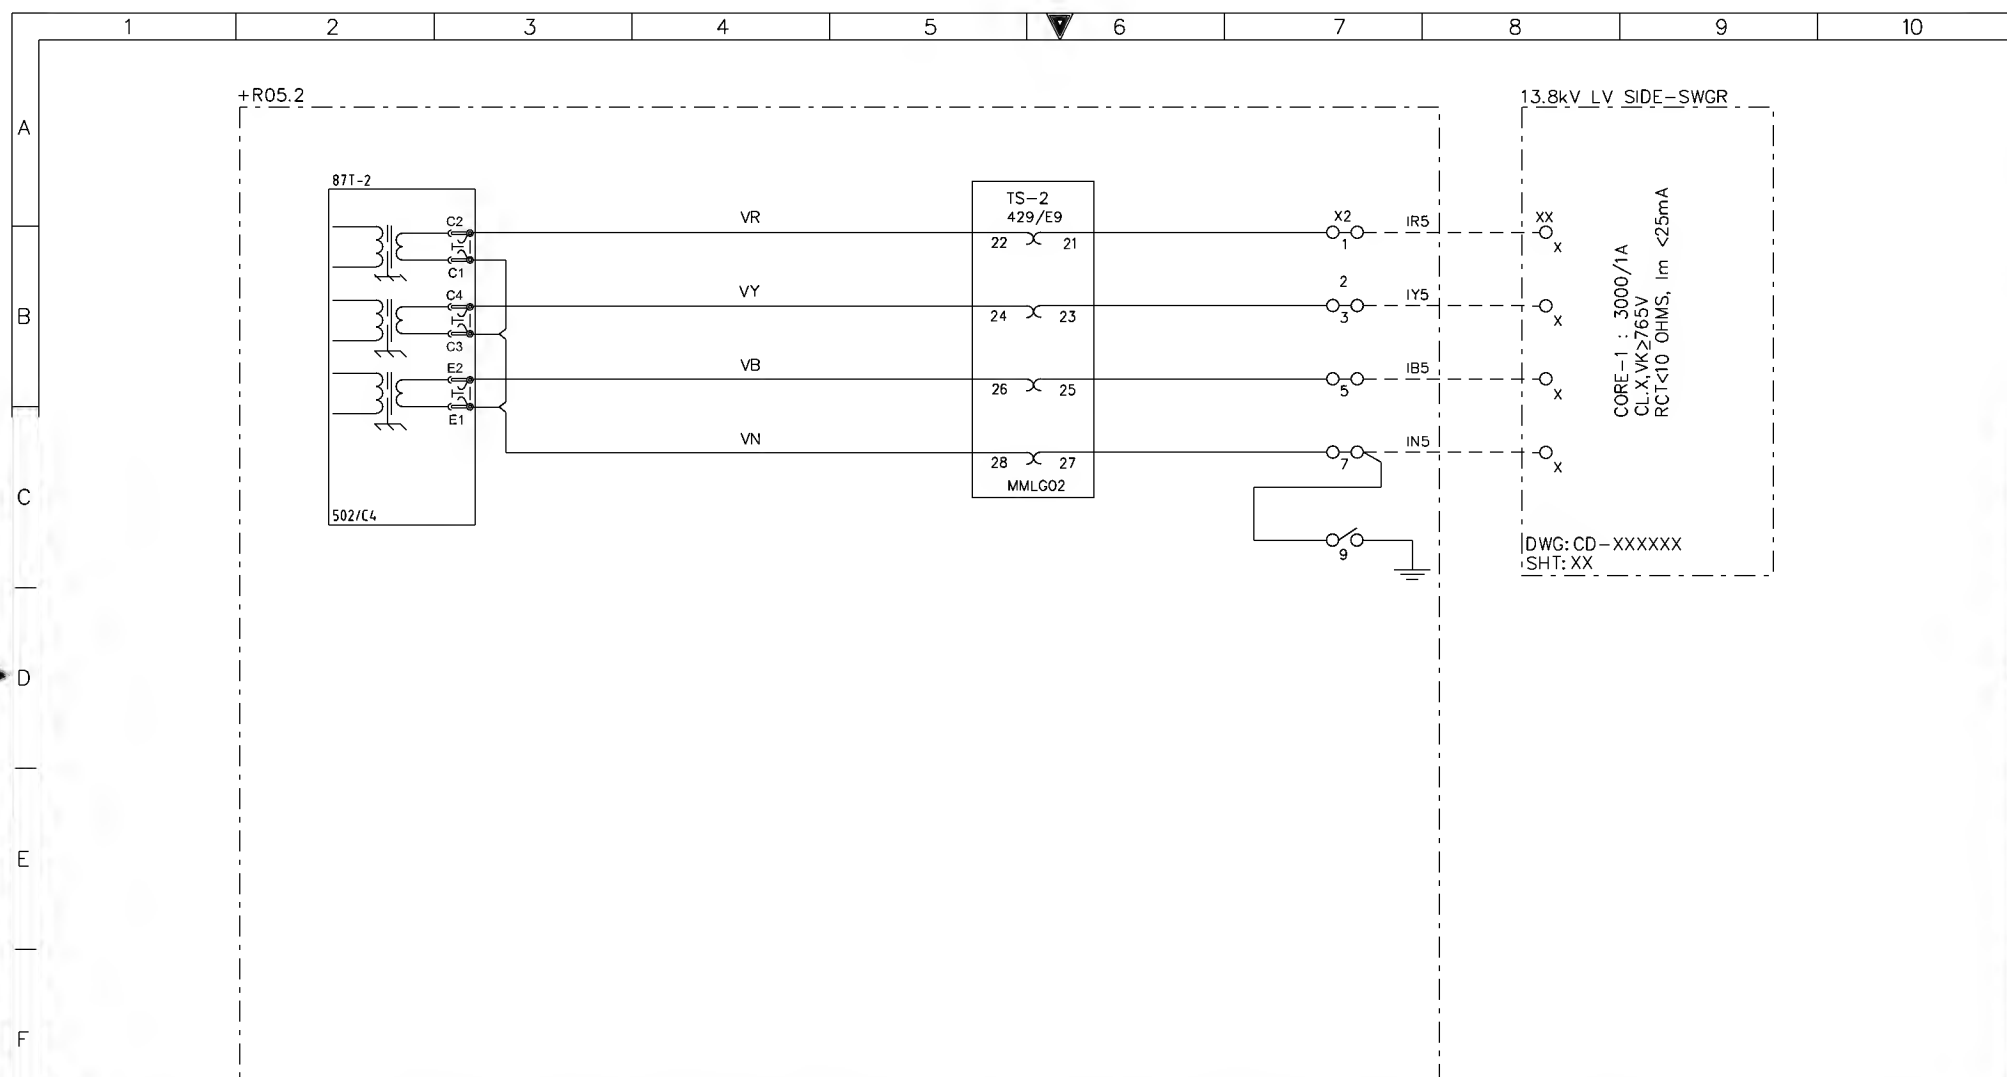 1 2 3 4 5 6 7 8 9 10
A
B
C
D
E
F
+R05.2
13.8kV LV SIDE-SWGR
87T-2
C2
C1
C4
C3
E2
E1
502/C4
VR
VY
VB
VN
TS-2
429/E9
22 21
24 23
26 25
28 27
MMLG02
X2
1
2
3
5
7
9
IR5
IY5
IB5
IN5
XX
X
X
X
X
CORE-1 : 3000/1A
CL.X,VK≥765V
RCT<10 OHMS, Im <25mA
DWG: CD-XXXXXX
SHT: XX